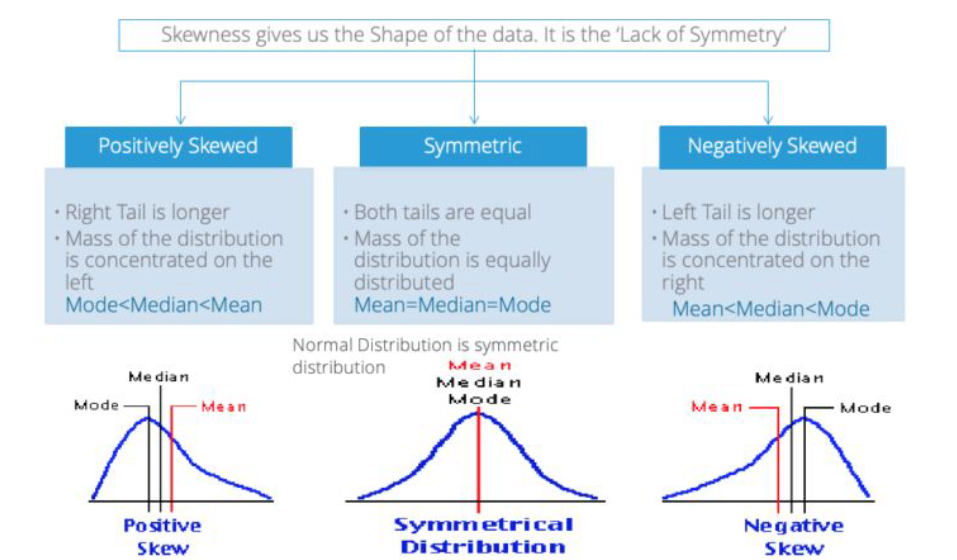 Skewness gives us the Shape of the data. It is the ‘Lack of Symmetry’
Positively Skewed
• Right Tail is longer
• Mass of the distribution
is concentrated on the
left
Mode<Median<Mean
Symmetric
• Both tails are equal
• Mass of the
distribution is equally
distributed
Mean=Median=Mode
Negatively Skewed
• Left Tail is longer
• Mass of the distribution
is concentrated on the
right
Mean<Median<Mode
Normal Distribution is symmetric
distribution
Median
Mode
Mean
Positive
Skew
Mean
Median
Mode
Symmetrical
Distribution
Median
Mean
Mode
Negative
Skew